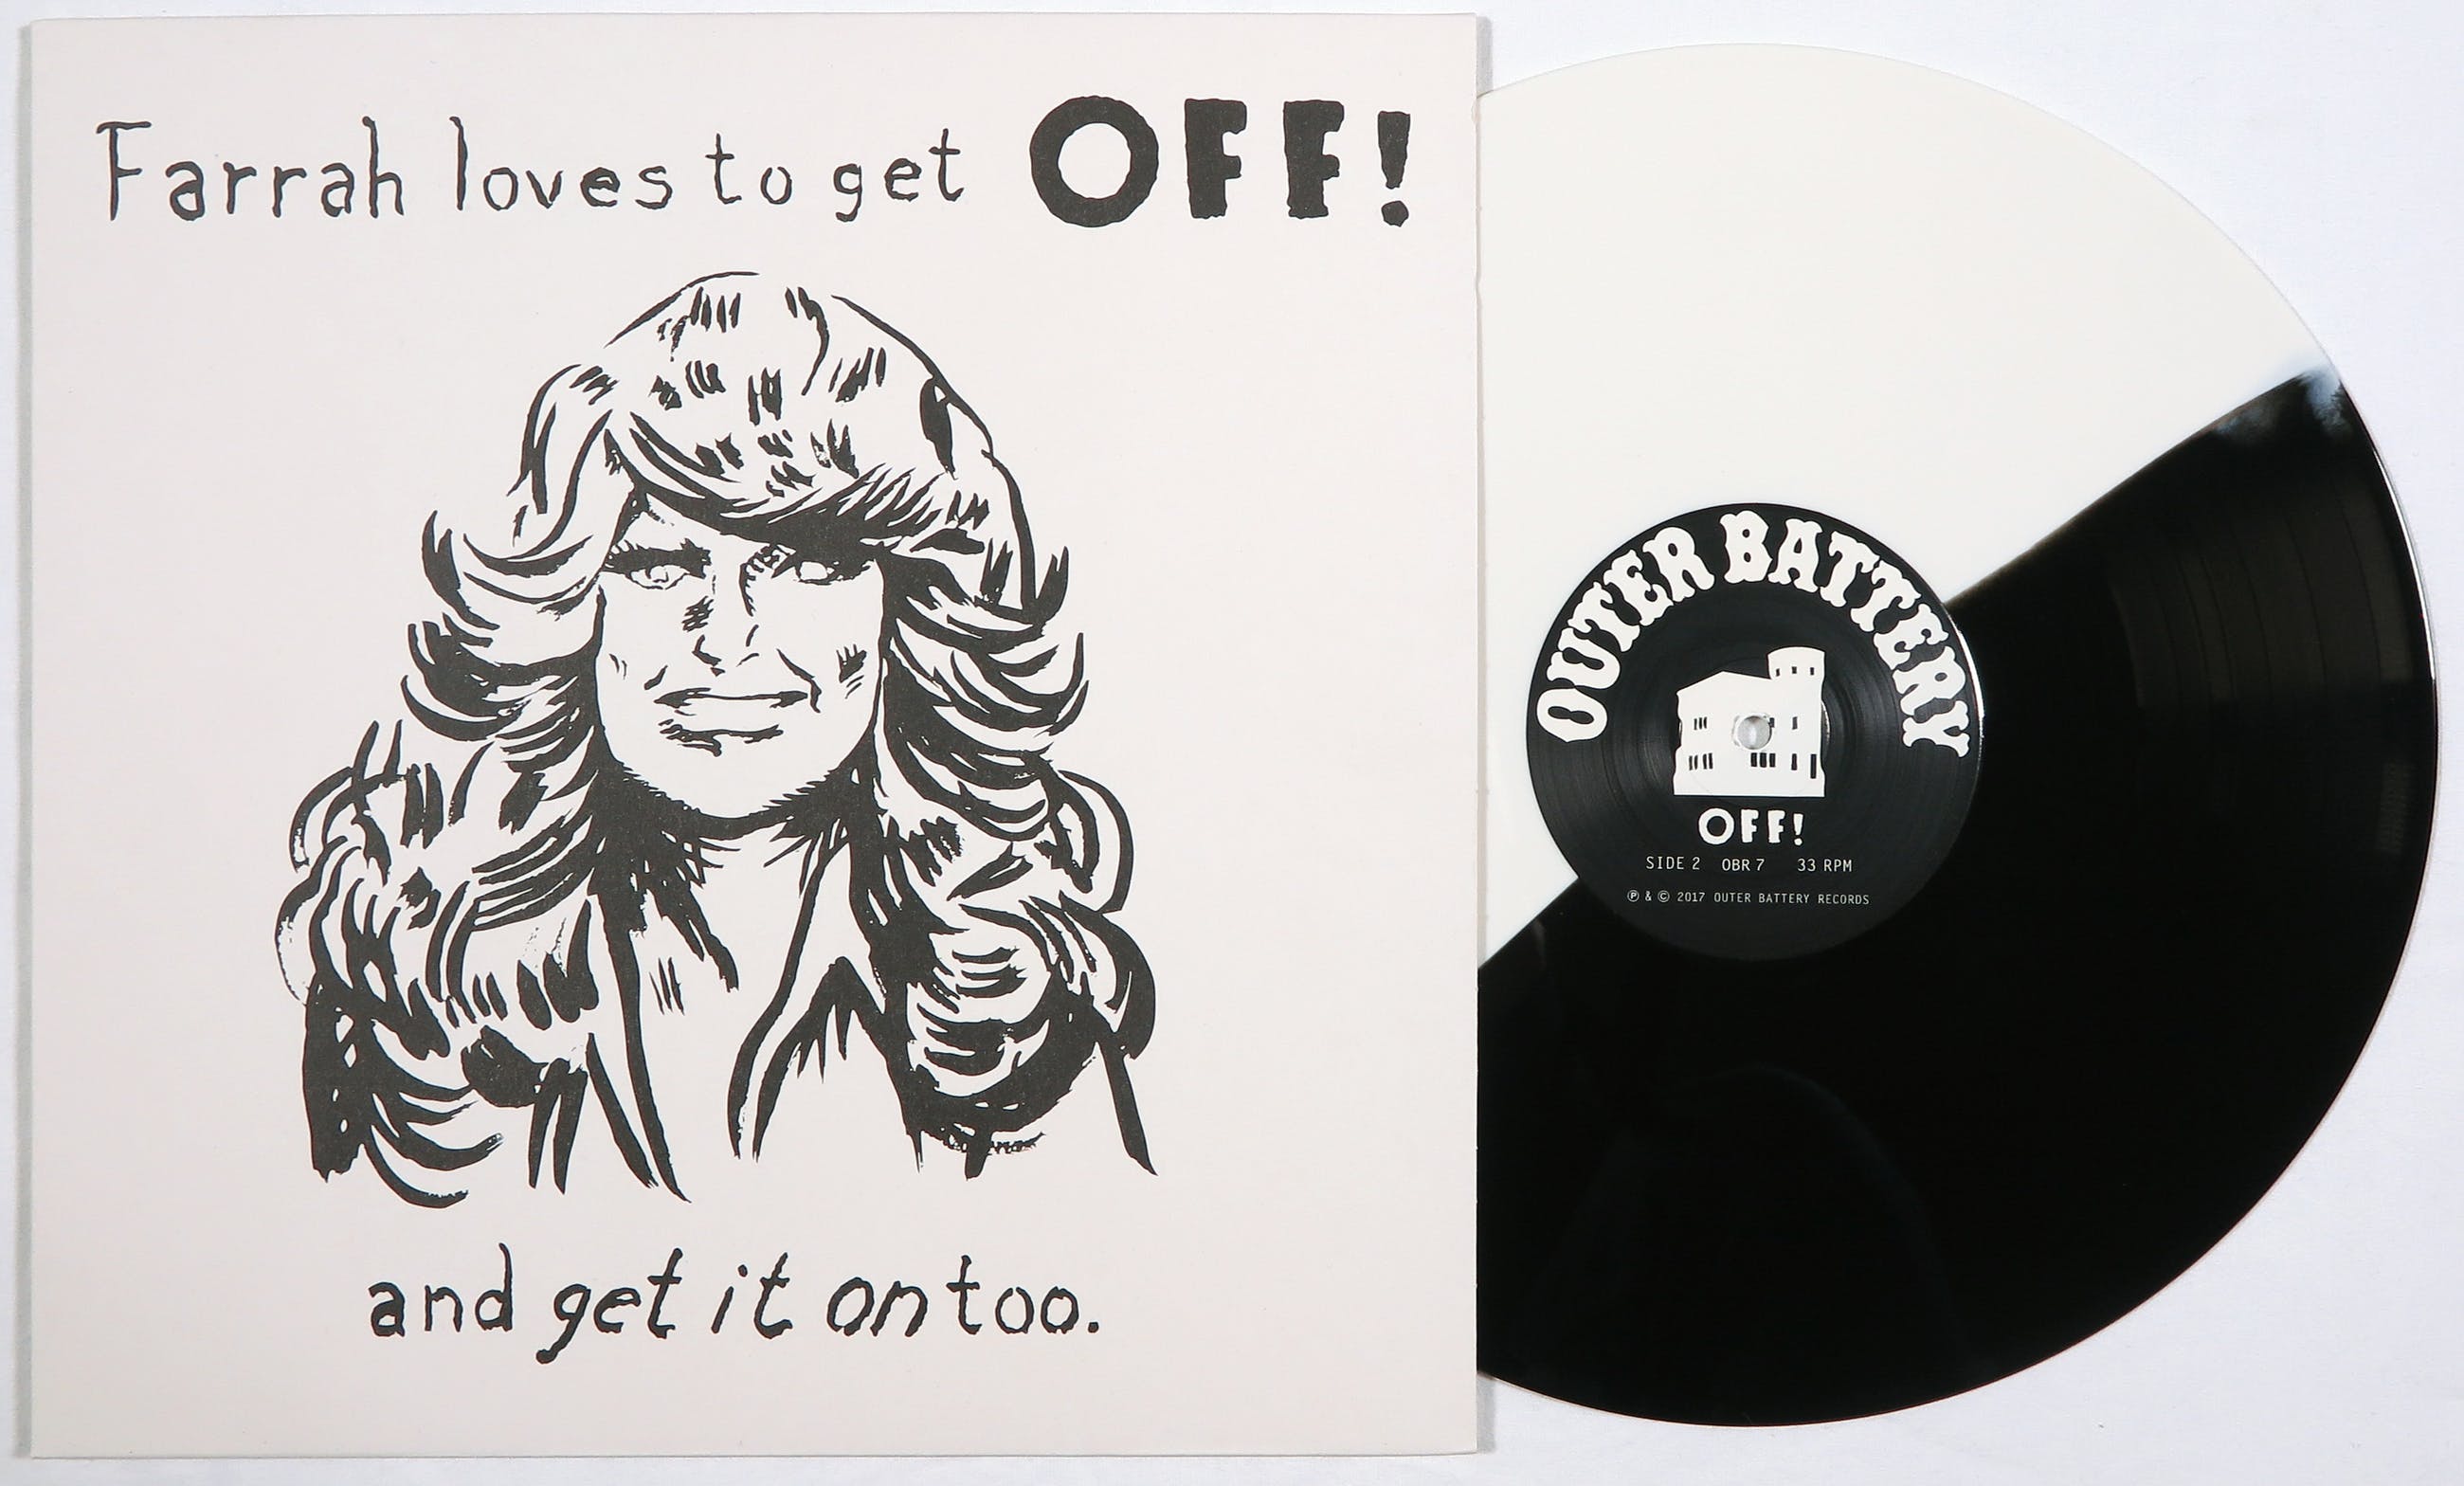 Farrah loves to get OFF!
and get it on too.
OUTER BATTERY
OFF!
SIDE 2 OBR 7 33 RPM
℗ & © 2017 OUTER BATTERY RECORDS